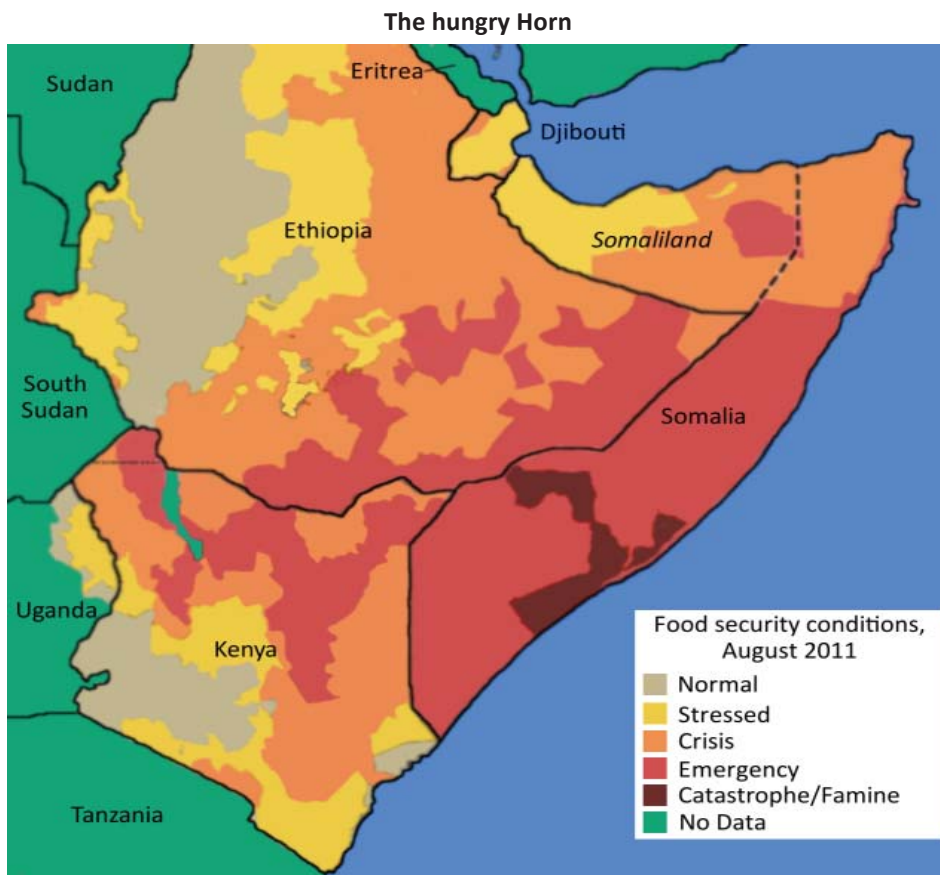 The hungry Horn
Sudan
Eritrea
Djibouti
Ethiopia
Somaliland
South
Sudan
Somalia
Uganda
Kenya
Tanzania
Food security conditions,
August 2011
Normal
Stressed
Crisis
Emergency
Catastrophe/Famine
No Data